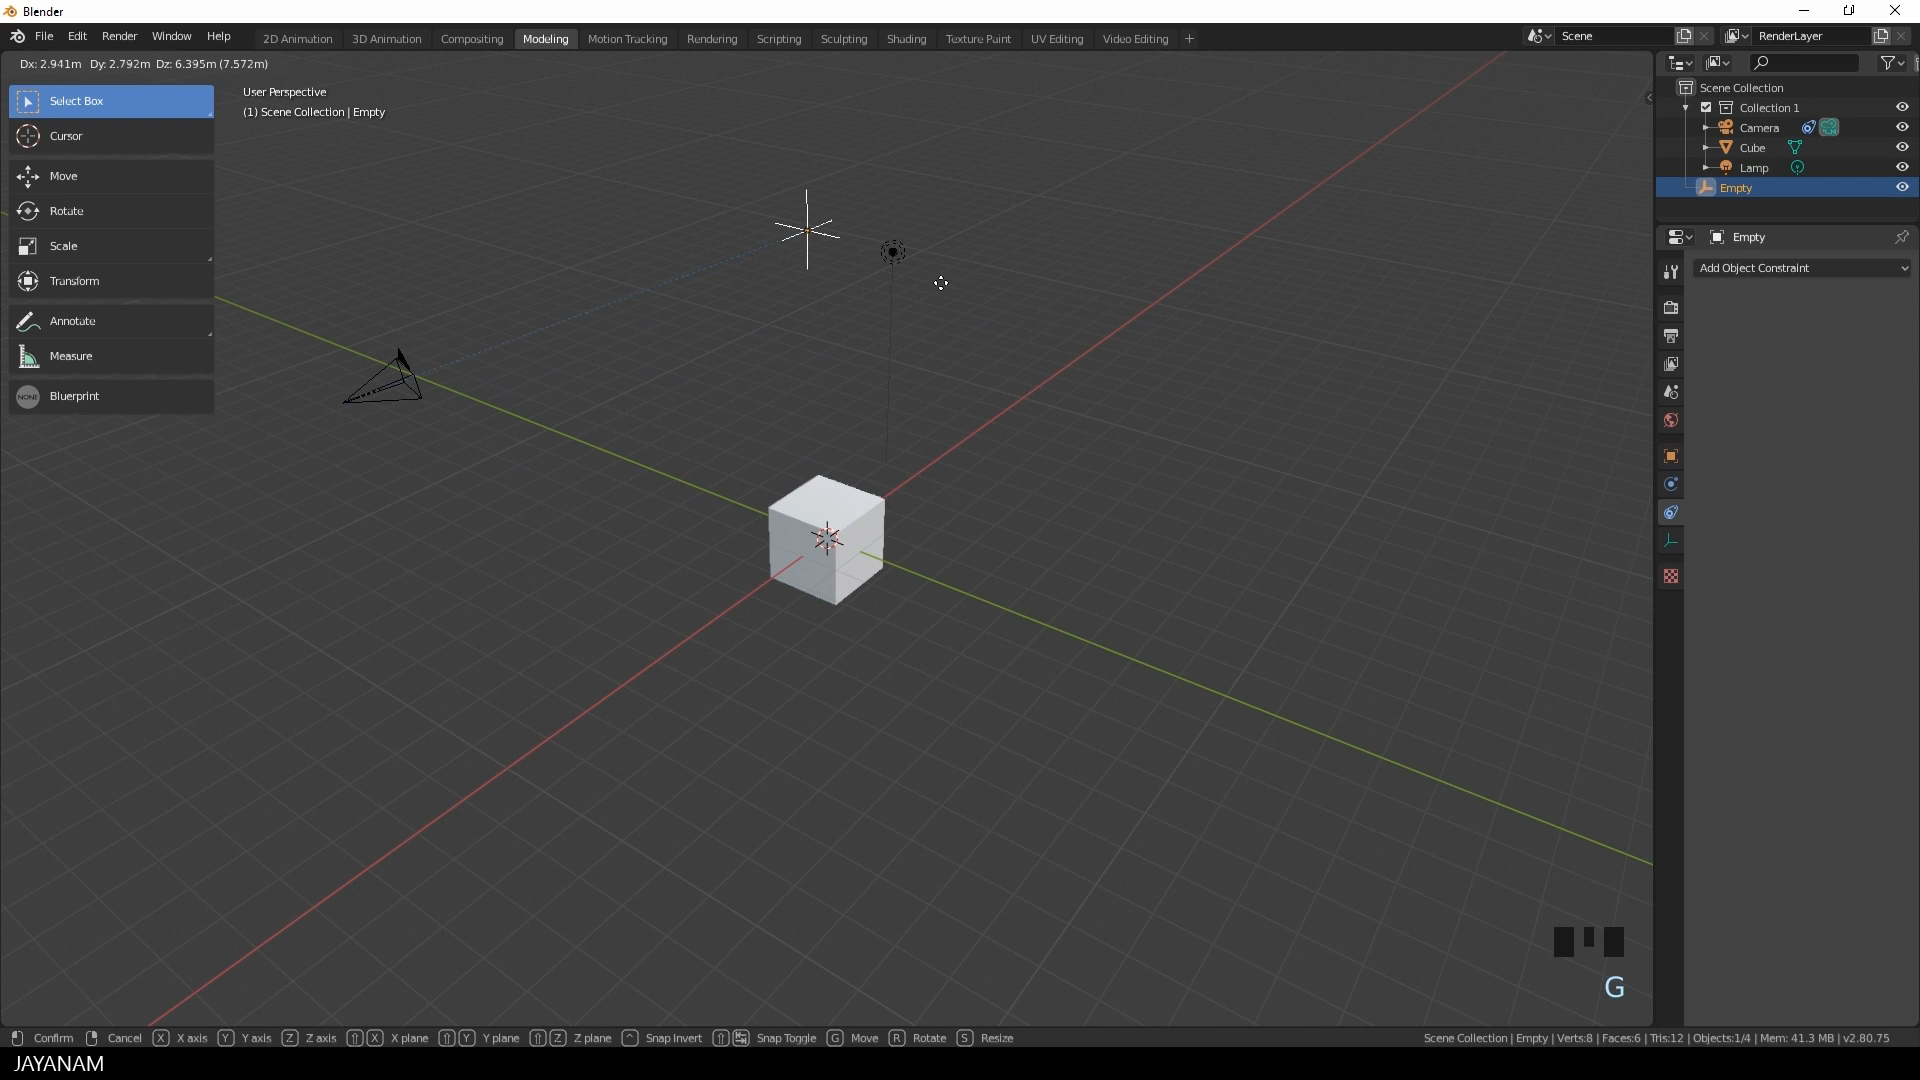 Blender
File Edit Render Window Help 2D Animation 3D Animation Compositing Modeling Motion Tracking Rendering Scripting Sculpting Shading Texture Paint UV Editing Video Editing + Scene RenderLayer
Dx: 2.941m Dy: 2.792m Dz: 6.395m (7.572m)
User Perspective
(1) Scene Collection | Empty
Select Box
Cursor
Move
Rotate
Scale
Transform
Annotate
Measure
NONE Bluerprint
Scene Collection
Collection 1
Camera
Cube
Lamp
Empty
Empty
Add Object Constraint
G
Confirm Cancel X X axis Y Y axis Z Z axis X X plane Y Y plane Z Z plane ^ Snap Invert Snap Toggle G Move R Rotate S Resize
Scene Collection | Empty | Verts:8 | Faces:6 | Tris:12 | Objects:1/4 | Mem: 41.3 MB | v2.80.75
JAYANAM